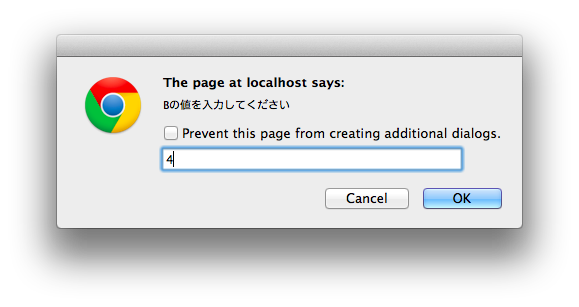 The page at localhost says:
Bの値を入力してください
Prevent this page from creating additional dialogs.
4
Cancel
OK